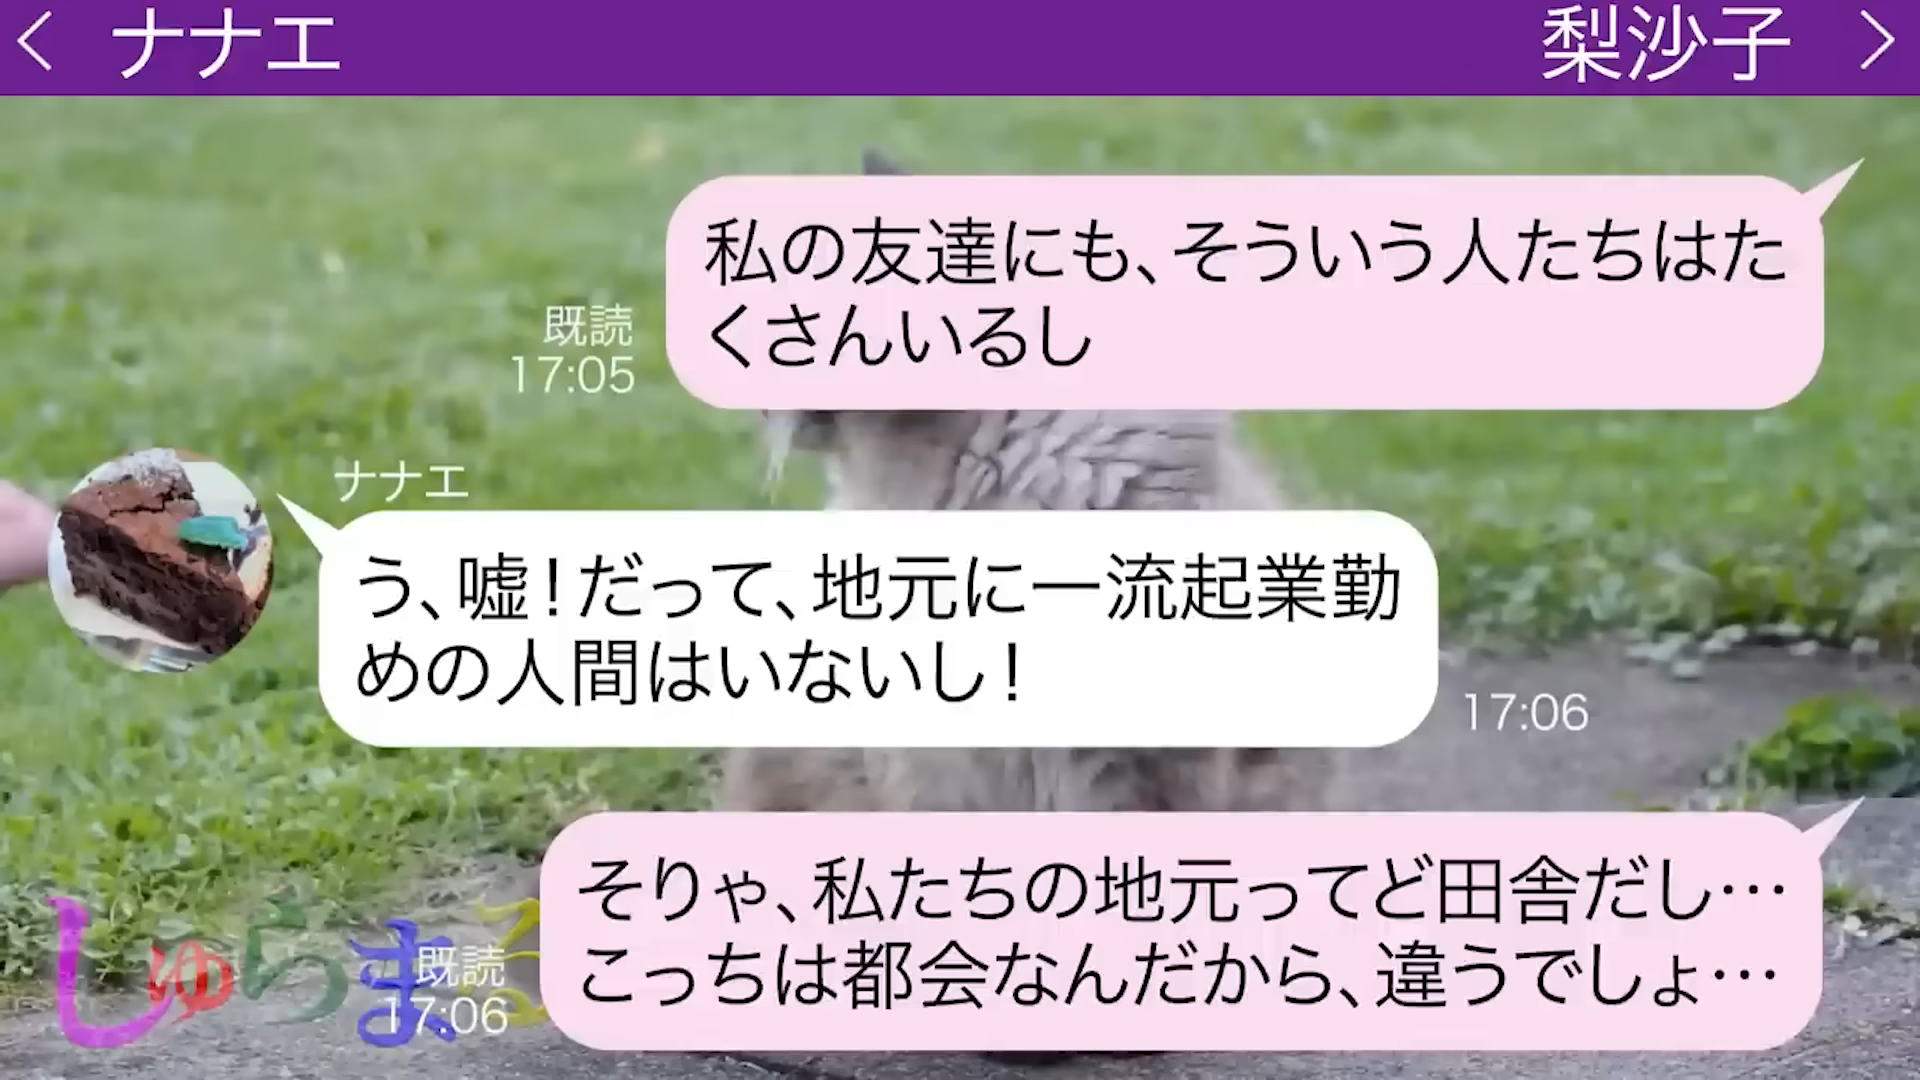 ナナエ
梨沙子
私の友達にも、そういう人たちはた
くさんいるし
既読
17:05
ナナエ
う、嘘！だって、地元に一流起業勤
めの人間はいないし！
17:06
そりゃ、私たちの地元ってど田舎だし…
こっちは都会なんだから、違うでしょ…
既読
17:06
しゅらま